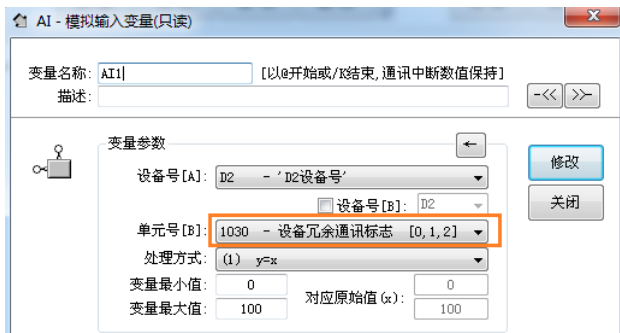 AI - 模拟输入变量(只读)
变量名称: AI1 [以@开始或/K结束,通讯中断数值保持]
描述: -<< >>-
变量参数 ←
设备号[A]: D2 - 'D2设备号' 修改
设备号[B]: D2 关闭
单元号[B]: 1030 - 设备冗余通讯标志 [0,1,2]
处理方式: (1) y=x
变量最小值: 0 对应原始值(x): 0
变量最大值: 100 100